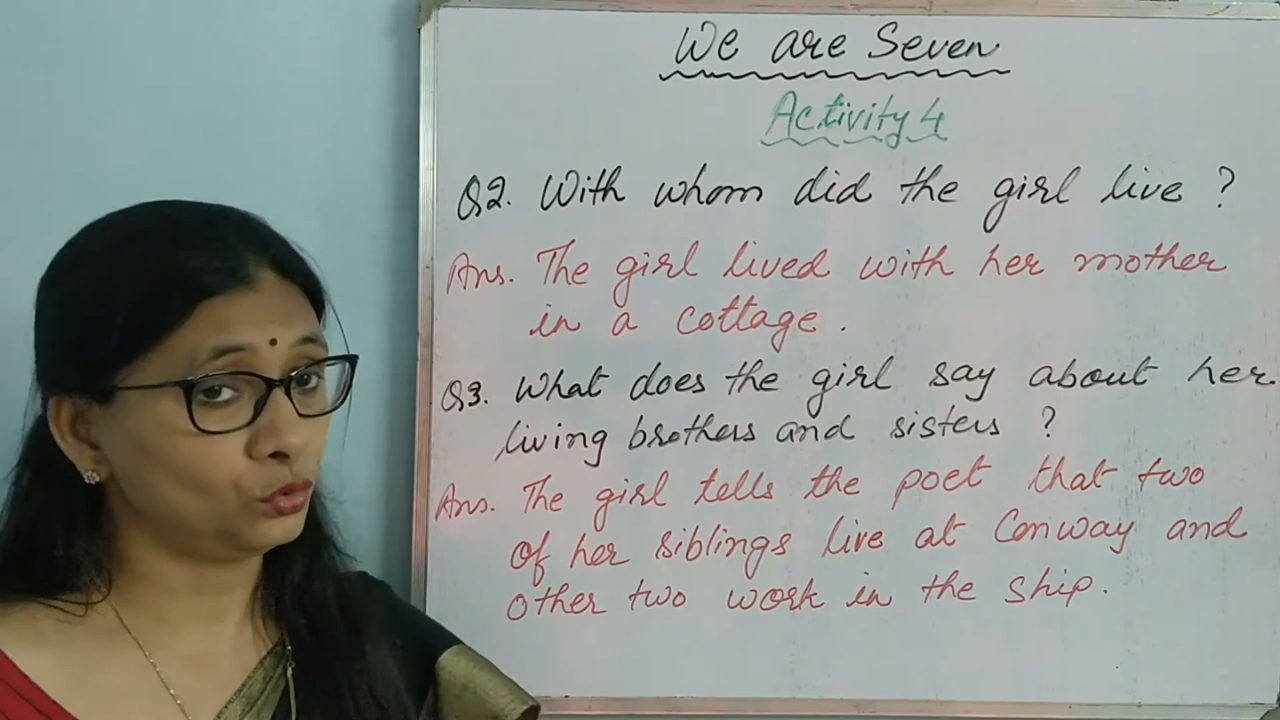 We are Seven
Activity 4
Q2. With whom did the girl live ?
Ans. The girl lived with her mother
in a cottage.
Q3. What does the girl say about her
living brothers and sisters ?
Ans. The girl tells the poet that two
of her siblings live at Conway and
other two work in the ship.